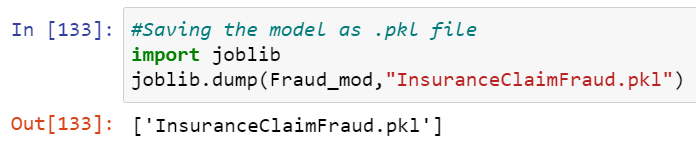 In [133]: #Saving the model as .pkl file
import joblib
joblib.dump(Fraud_mod,"InsuranceClaimFraud.pkl")
Out[133]: ['InsuranceClaimFraud.pkl']